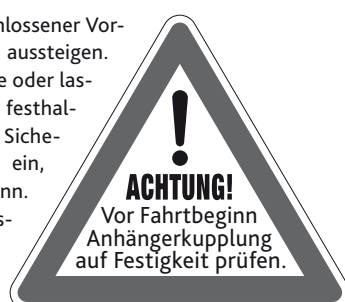 hlossener Vor-
aussteigen.
e oder las-
festhal-
Siche-
ein,
nn.
s-
!
ACHTUNG!
Vor Fahrtbeginn
Anhängerkupplung
auf Festigkeit prüfen.